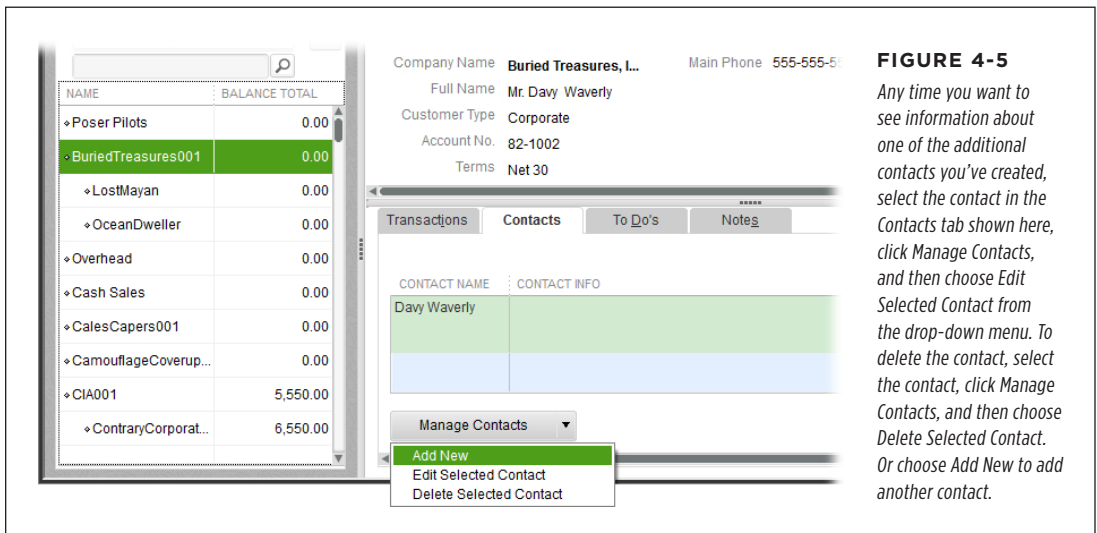 NAME BALANCE TOTAL
Poser Pilots 0.00
BuriedTreasures001 0.00
LostMayan 0.00
OceanDweller 0.00
Overhead 0.00
Cash Sales 0.00
CalesCapers001 0.00
CamouflageCoverup... 0.00
CIA001 5,550.00
ContraryCorporat... 6,550.00
Company Name Buried Treasures, I... Main Phone 555-555-5
Full Name Mr. Davy Waverly
Customer Type Corporate
Account No. 82-1002
Terms Net 30
Transactions Contacts To Do's Notes
CONTACT NAME CONTACT INFO
Davy Waverly
Manage Contacts
Add New
Edit Selected Contact
Delete Selected Contact
FIGURE 4-5
Any time you want to
see information about
one of the additional
contacts you've created,
select the contact in the
Contacts tab shown here,
click Manage Contacts,
and then choose Edit
Selected Contact from
the drop-down menu. To
delete the contact, select
the contact, click Manage
Contacts, and then choose
Delete Selected Contact.
Or choose Add New to add
another contact.